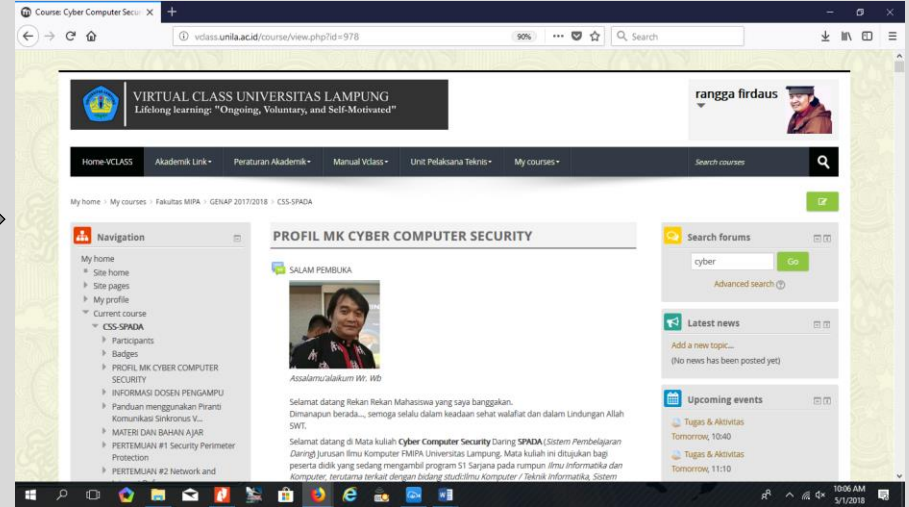 Course: Cyber Computer Secu
vclass.unila.ac.id/course/view.php?id=978
90%
Search
VIRTUAL CLASS UNIVERSITAS LAMPUNG
Lifelong learning: "Ongoing, Voluntary, and Self-Motivated"
rangga firdaus
Home-VCLASS
Akademik Link
Peraturan Akademik
Manual Vclass
Unit Pelaksana Teknis
My courses
Search courses
My home
My courses
Fakultas MIPA
GENAP 2017/2018
CSS-SPADA
Navigation
My home
Site home
Site pages
My profile
Current course
CSS-SPADA
Participants
Badges
PROFIL MK CYBER COMPUTER
SECURITY
INFORMASI DOSEN PENGAMPU
Panduan menggunakan Piranti
Komunikasi Sinkronus V...
MATERI DAN BAHAN AJAR
PERTEMUAN #1 Security Perimeter
Protection
PERTEMUAN #2 Network and
PROFIL MK CYBER COMPUTER SECURITY
SALAM PEMBUKA
Assalamu'alaikum Wr. Wb
Selamat datang Rekan Rekan Mahasiswa yang saya banggakan.
Dimanapun berada..., semoga selalu dalam keadaan sehat walafiat dan dalam Lindungan Allah
SWT.
Selamat datang di Mata kuliah Cyber Computer Security Daring SPADA (Sistem Pembelajaran
Daring) Jurusan Ilmu Komputer FMIPA Universitas Lampung. Mata kuliah ini ditujukan bagi
peserta didik yang sedang mengambil program S1 Sarjana pada rumpun Ilmu Informatika dan
Komputer, terutama terkait dengan bidang studi:Ilmu Komputer / Teknik Informatika, Sistem
Search forums
cyber
Go
Advanced search
Latest news
Add a new topic...
(No news has been posted yet)
Upcoming events
Tugas & Aktivitas
Tomorrow, 10:40
Tugas & Aktivitas
Tomorrow, 11:10
10:06 AM
5/1/2018